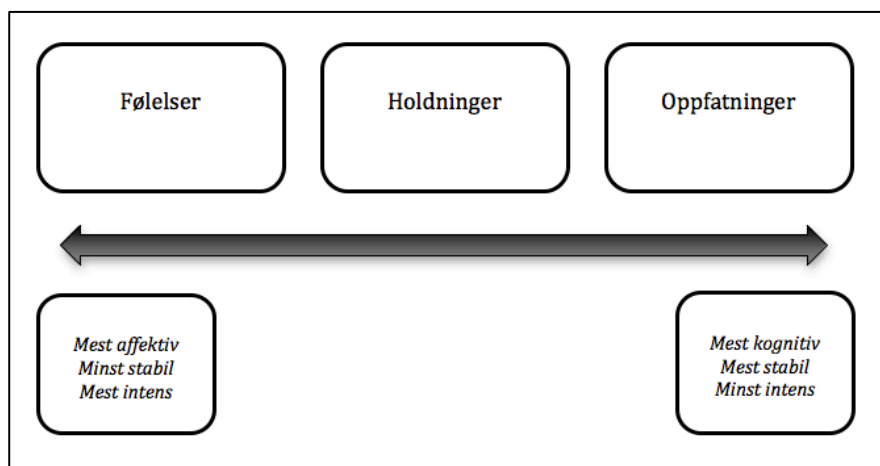 Følelser
Holdninger
Oppfatninger
Mest affektiv
Minst stabil
Mest intens
Mest kognitiv
Mest stabil
Minst intens